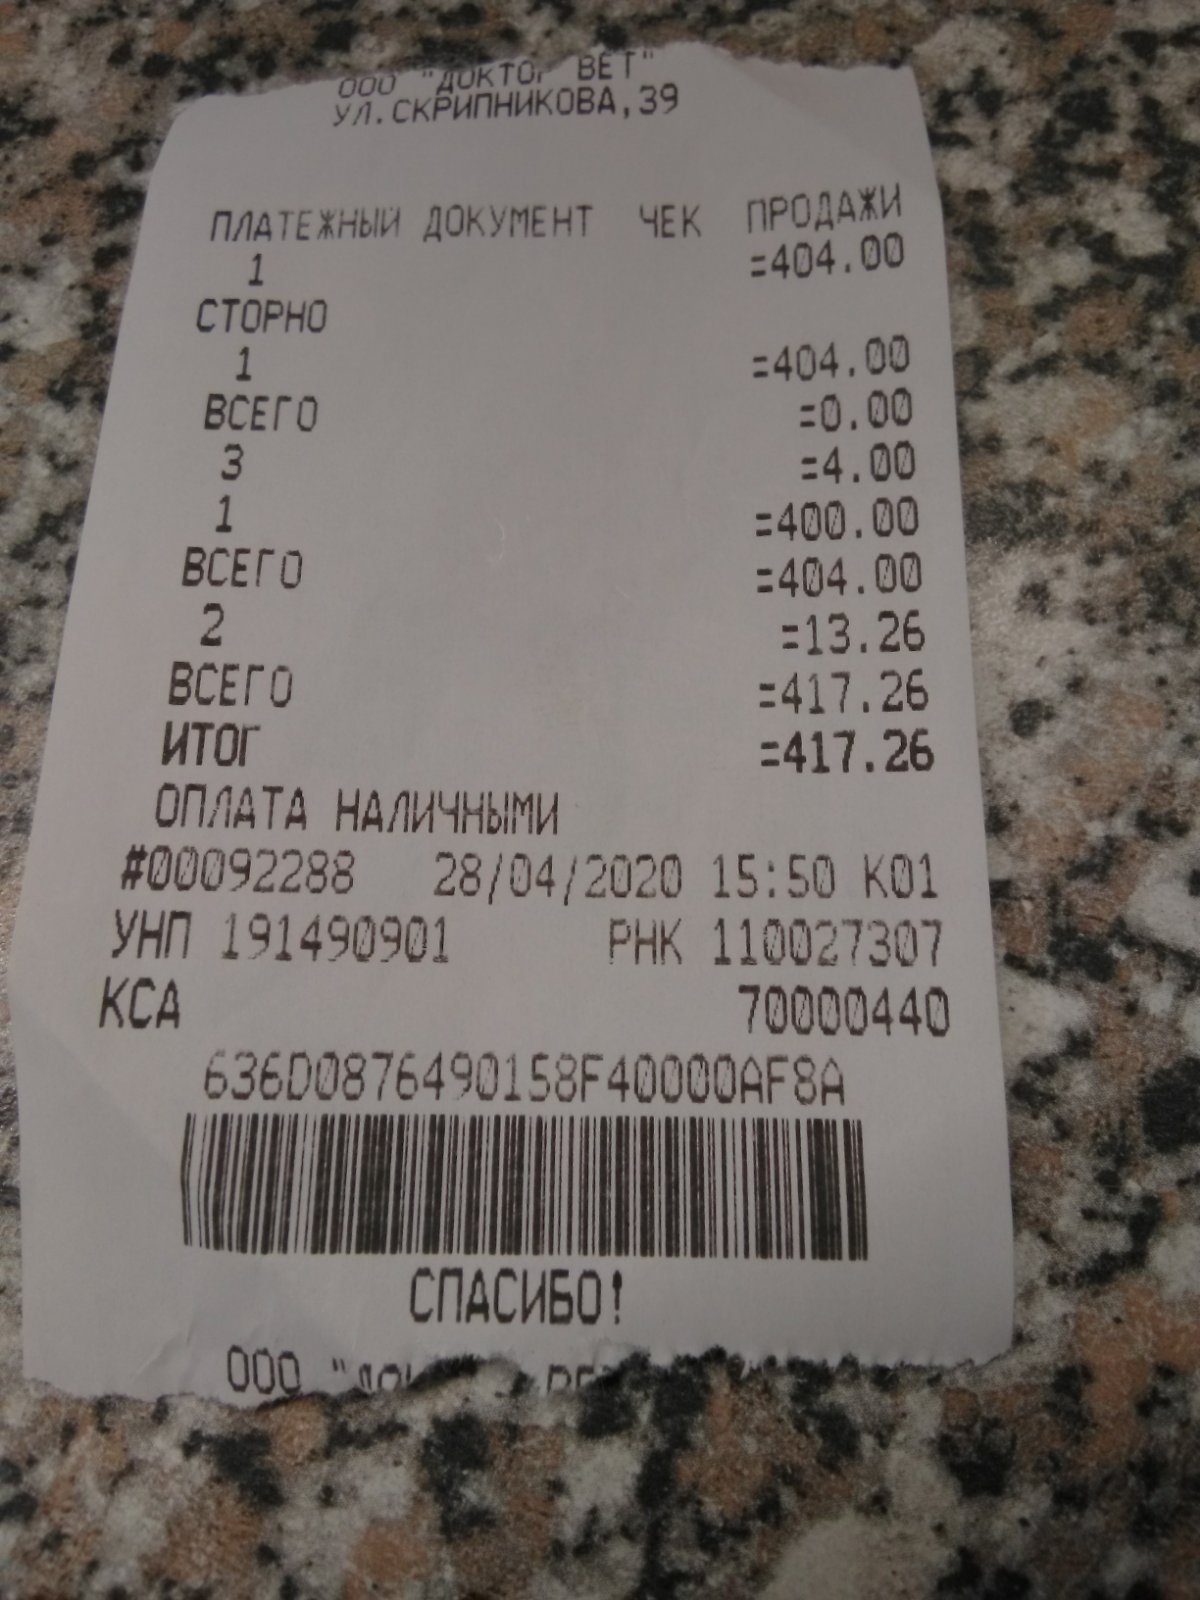 ООО "ДОКТОР ВЕТ"
УЛ.СКРИПНИКОВА,39
ПЛАТЕЖНЫЙ ДОКУМЕНТ ЧЕК ПРОДАЖИ
1 =404.00
СТОРНО
1 =404.00
ВСЕГО =0.00
3 =4.00
1 =400.00
ВСЕГО =404.00
2 =13.26
ВСЕГО =417.26
ИТОГ =417.26
ОПЛАТА НАЛИЧНЫМИ
#00092288 28/04/2020 15:50 К01
УНП 191490901 РНК 110027307
КСА 70000440
636D0876490158F40000AF8A
СПАСИБО!
ООО